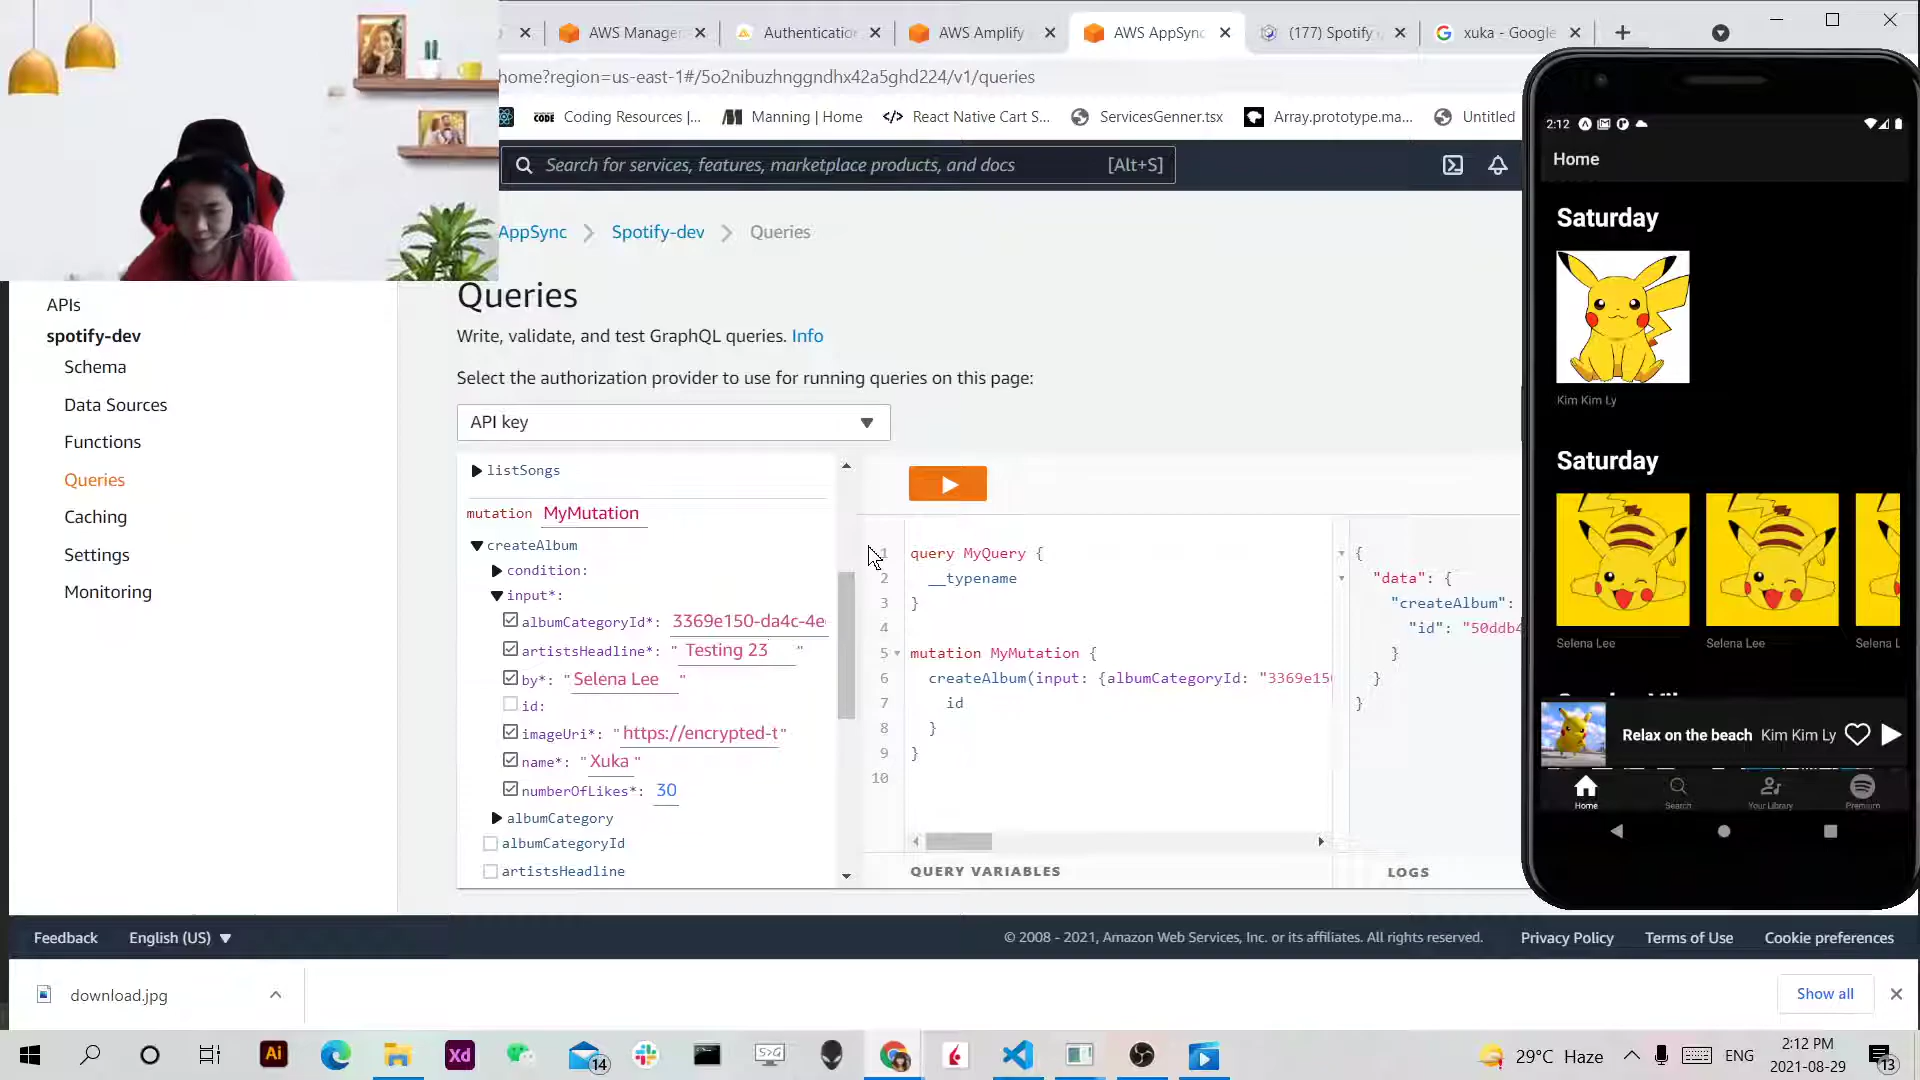 AWS Manage
Authentication
AWS Amplify
AWS AppSync
(177) Spotify
xuka - Google
home?region=us-east-1#/5o2nibuzhnggndhx42a5ghd224/v1/queries
CODE
Coding Resources |...
Manning | Home
React Native Cart S...
ServicesGenner.tsx
Array.prototype.ma...
Untitled
Search for services, features, marketplace products, and docs
[Alt+S]
AppSync
Spotify-dev
Queries
APIs
spotify-dev
Schema
Data Sources
Functions
Queries
Caching
Settings
Monitoring
Queries
Write, validate, and test GraphQL queries. Info
Select the authorization provider to use for running queries on this page:
API key
listSongs
mutation MyMutation
createAlbum
condition:
input*:
albumCategoryId*: 3369e150-da4c-4e
artistsHeadline*: " Testing 23 "
by*: "Selena Lee "
id:
imageUri*: "https://encrypted-t"
name*: "Xuka "
numberOfLikes*: 30
albumCategory
albumCategoryId
artistsHeadline
1 query MyQuery {
2 __typename
3 }
4
5 mutation MyMutation {
6 createAlbum(input: {albumCategoryId: "3369e15
7 id
8 }
9 }
10
QUERY VARIABLES
{
"data": {
"createAlbum":
"id": "50ddb4
}
}
}
LOGS
2:12
Home
Saturday
Kim Kim Ly
Saturday
Selena Lee
Selena Lee
Selena L
Relax on the beach Kim Kim Ly
Home
Search
Your Library
Premium
Feedback
English (US)
© 2008 - 2021, Amazon Web Services, Inc. or its affiliates. All rights reserved.
Privacy Policy
Terms of Use
Cookie preferences
download.jpg
Show all
Ai
Xd
14
29°C Haze
ENG
2:12 PM
2021-08-29
13